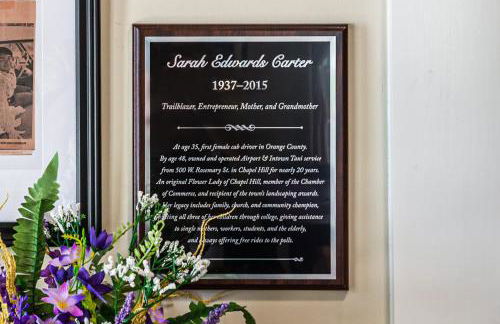 Sarah Edwards Carter
1937–2015
Trailblazer, Entrepreneur, Mother, and Grandmother
At age 35, first female cab driver in Orange County.
By age 48, owned and operated Airport & Intown Taxi service
from 500 W. Rosemary St. in Chapel Hill for nearly 20 years.
An original Flower Lady of Chapel Hill, member of the Chamber
of Commerce, and recipient of the town's landscaping awards.
Her legacy includes family, church, and community champion,
putting all three of her children through college, giving assistance
to single mothers, workers, students, and the elderly,
and always offering free rides to the polls.